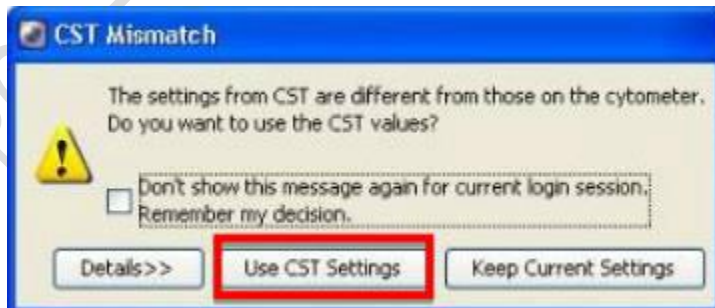 CST Mismatch
The settings from CST are different from those on the cytometer.
Do you want to use the CST values?
Don't show this message again for current login session.
Remember my decision.
Details>> Use CST Settings Keep Current Settings